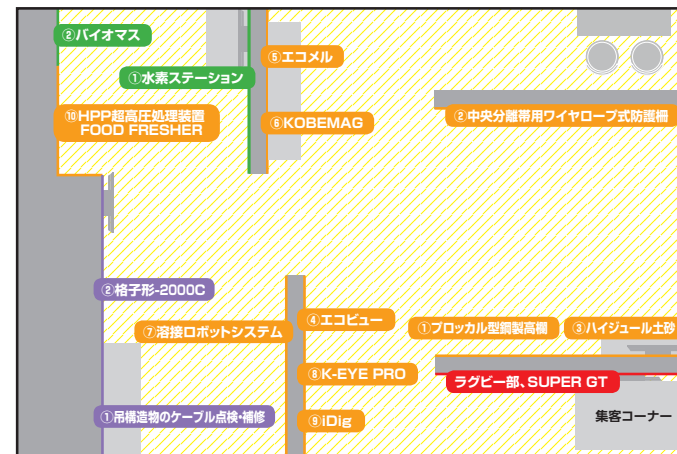 ②バイオマス
⑤エコメル
①水素ステーション
⑩HPP超高圧処理装置
FOOD FRESHER
⑥KOBEMAG
②中央分離帯用ワイヤロープ式防護柵
②格子形-2000C
④エコビュー
①ブロッカル型鋼製高欄
③ハイジュール土砂
⑦溶接ロボットシステム
⑧K-EYE PRO
ラグビー部、SUPER GT
①吊構造物のケーブル点検・補修
⑨iDig
集客コーナー